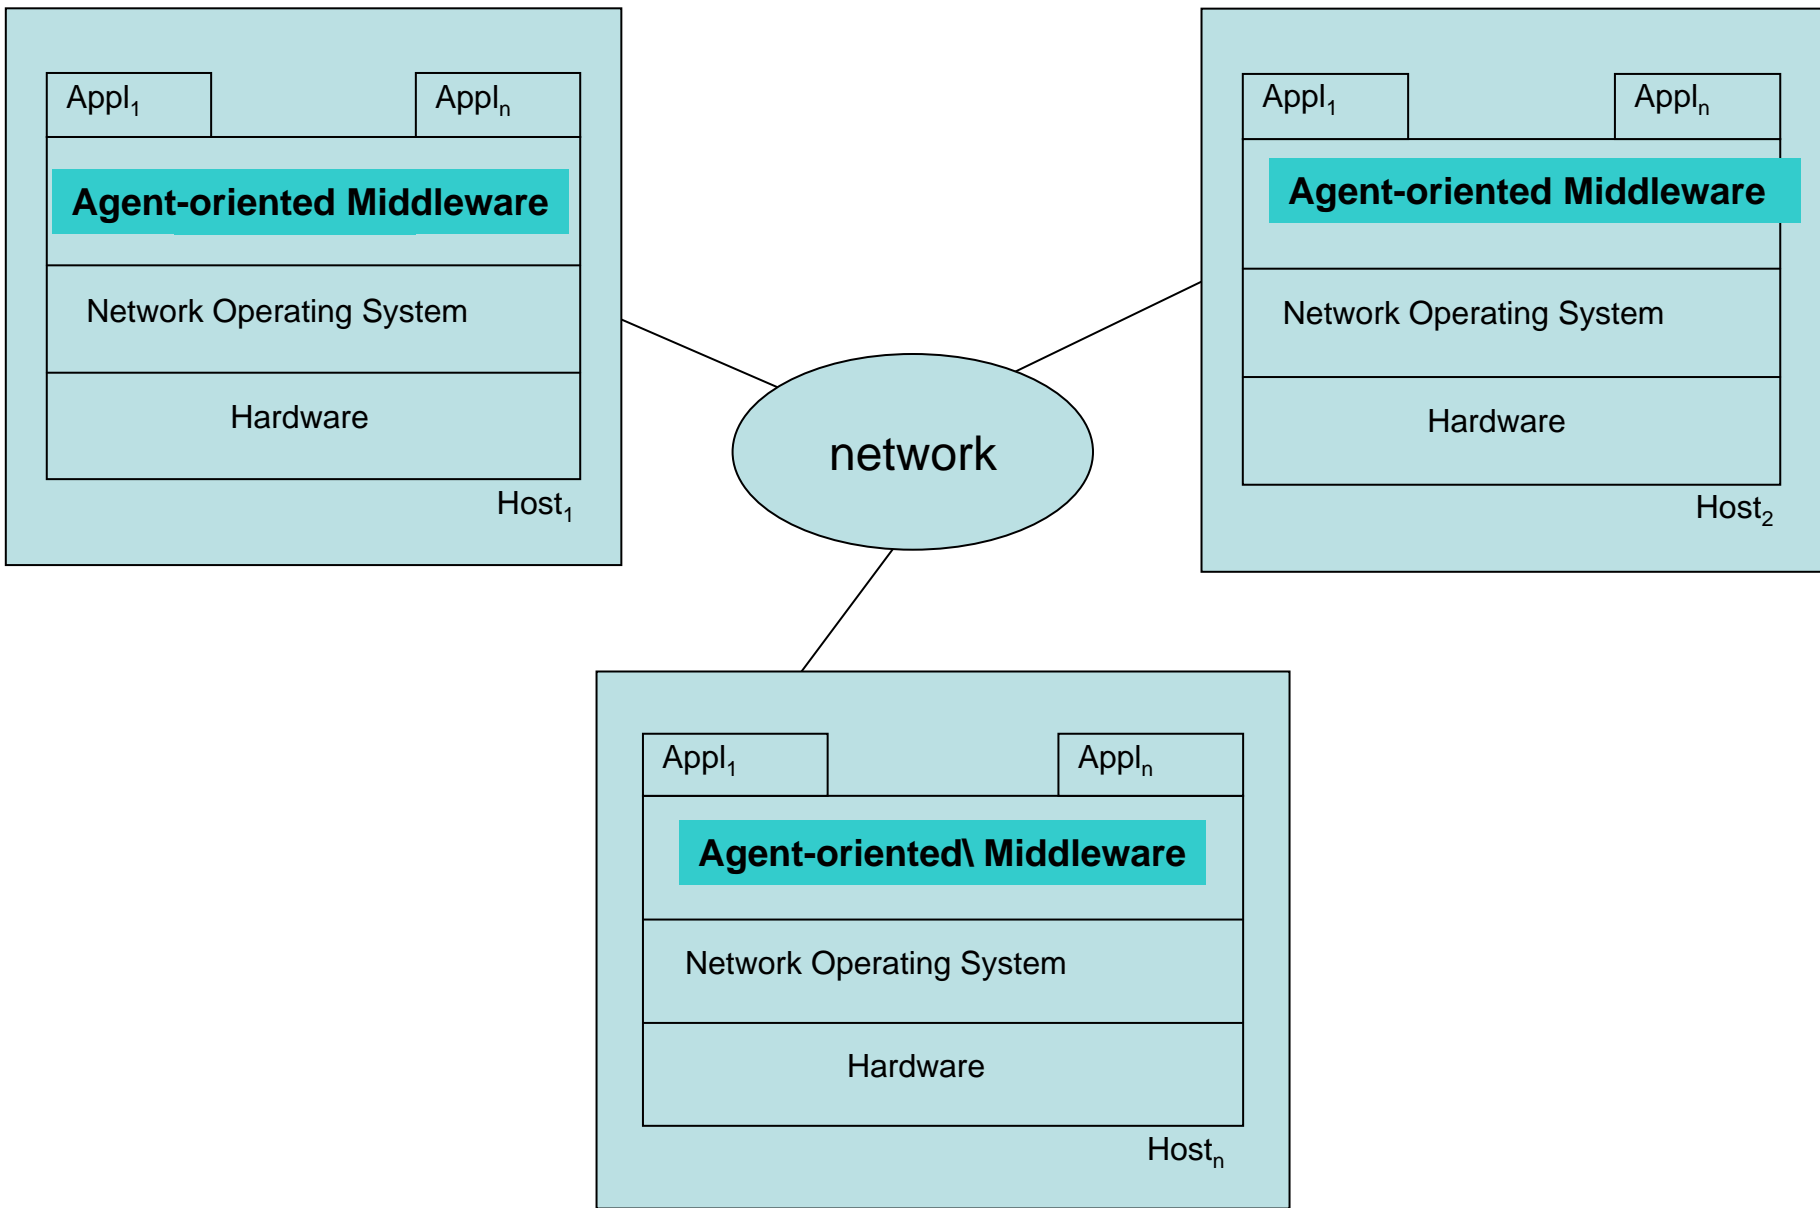 Appl₁ Applₙ
Agent-oriented Middleware
Network Operating System
Hardware
Host₁
Appl₁ Applₙ
Agent-oriented Middleware
Network Operating System
Hardware
Host₂
network
Appl₁ Applₙ
Agent-oriented\ Middleware
Network Operating System
Hardware
Hostₙ